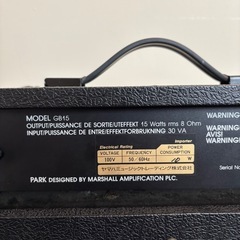 MODEL GB15
OUTPUT/PUISSANCE DE SORTIE/UTEFFEKT 15 Watts rms 8 Ohm
INPUT/PUISSANCE DE ENTRE/EFFEKTFORBRUKNING 30 VA
Importer
Electrical Rating
VOLTAGE FREQUENCY POWER CONSUMPTION
100V 50/60Hz W
ヤマハミュージックトレーディング株式会社
PARK DESIGNED BY MARSHALL AMPLIFICATION PLC.
WARNING
WARNING
AVIS!
WARNING